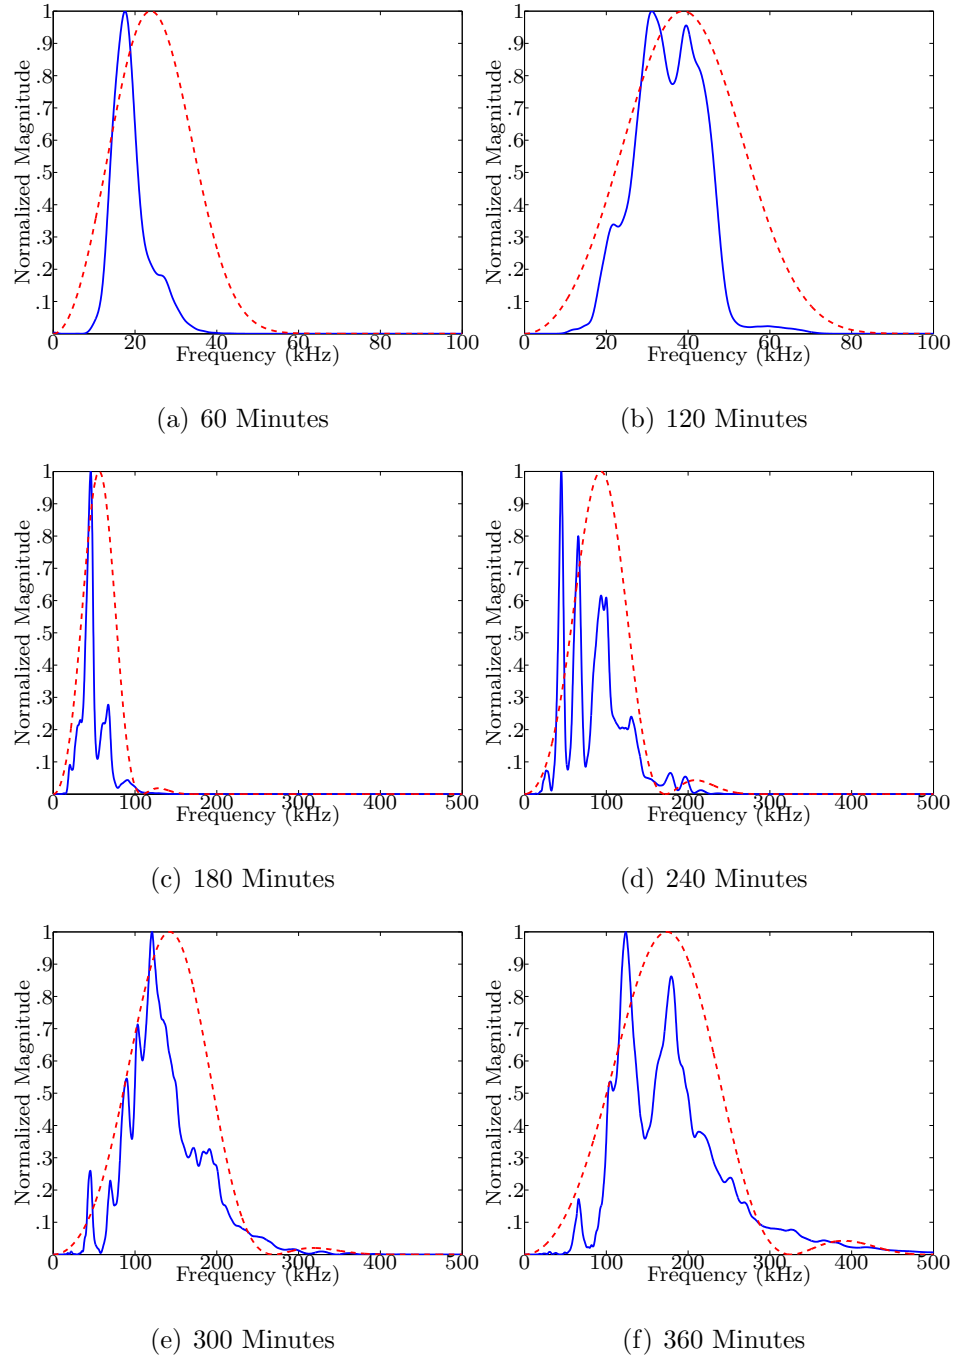 Normalized Magnitude
1
.9
.8
.7
.6
.5
.4
.3
.2
.1
0 20 40 60 80 100
Frequency (kHz)
(a) 60 Minutes
Normalized Magnitude
1
.9
.8
.7
.6
.5
.4
.3
.2
.1
0 20 40 60 80 100
Frequency (kHz)
(b) 120 Minutes
Normalized Magnitude
1
.9
.8
.7
.6
.5
.4
.3
.2
.1
0 100 200 300 400 500
Frequency (kHz)
(c) 180 Minutes
Normalized Magnitude
1
.9
.8
.7
.6
.5
.4
.3
.2
.1
0 100 200 300 400 500
Frequency (kHz)
(d) 240 Minutes
Normalized Magnitude
1
.9
.8
.7
.6
.5
.4
.3
.2
.1
0 100 200 300 400 500
Frequency (kHz)
(e) 300 Minutes
Normalized Magnitude
1
.9
.8
.7
.6
.5
.4
.3
.2
.1
0 100 200 300 400 500
Frequency (kHz)
(f) 360 Minutes